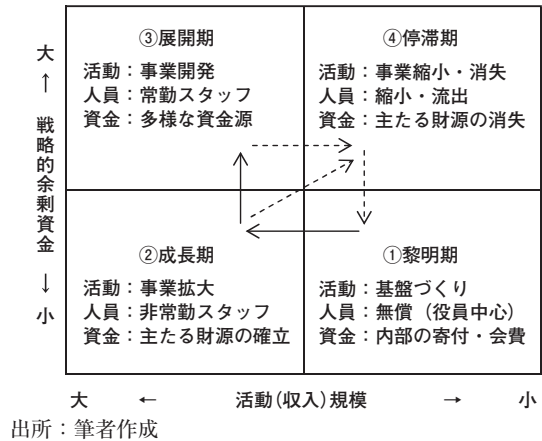 ③展開期
活動：事業開発
人員：常勤スタッフ
資金：多様な資金源
④停滞期
活動：事業縮小・消失
人員：縮小・流出
資金：主たる財源の消失
大 ↑ 戦略的余剰資金 ↓ 小
②成長期
活動：事業拡大
人員：非常勤スタッフ
資金：主たる財源の確立
①黎明期
活動：基盤づくり
人員：無償（役員中心）
資金：内部の寄付・会費
大 ← 活動(収入)規模 → 小
出所：筆者作成